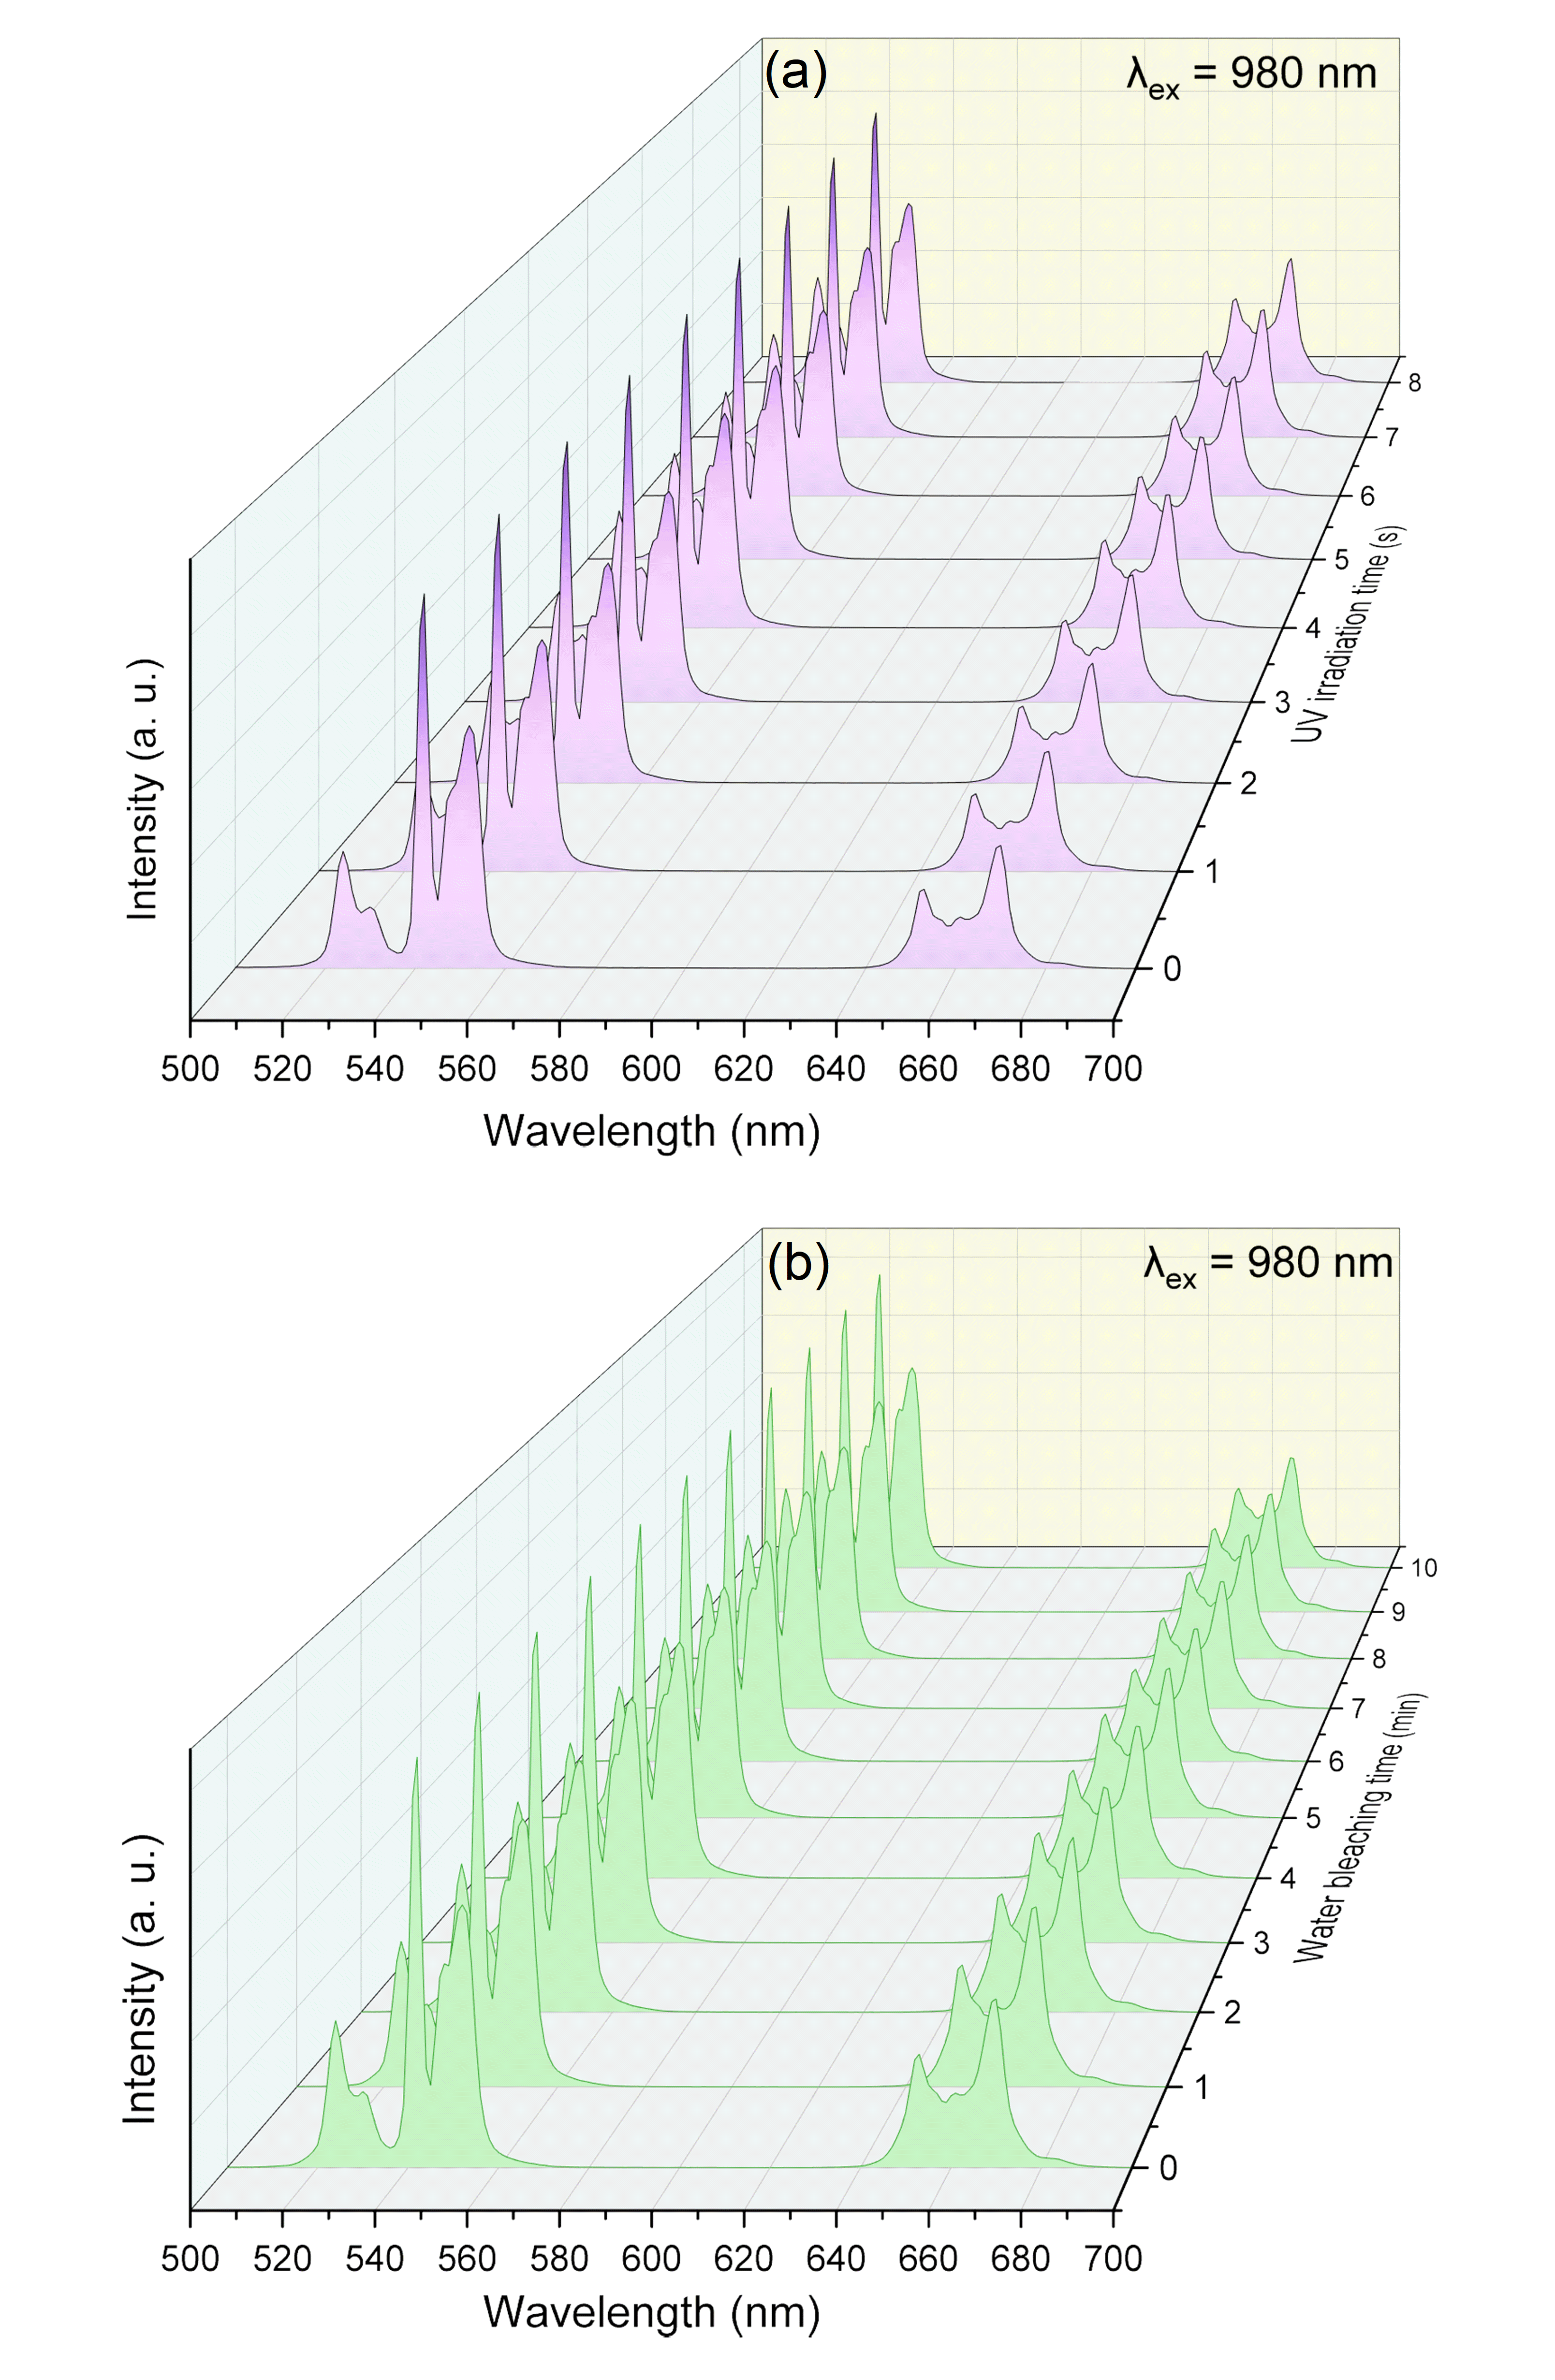 (a)
λex = 980 nm
Intensity (a. u.)
8
7
6
5
4
3
2
1
0
UV irradiation time (s)
500 520 540 560 580 600 620 640 660 680 700
Wavelength (nm)
(b)
λex = 980 nm
Intensity (a. u.)
10
9
8
7
6
5
4
3
2
1
0
Water bleaching time (min)
500 520 540 560 580 600 620 640 660 680 700
Wavelength (nm)